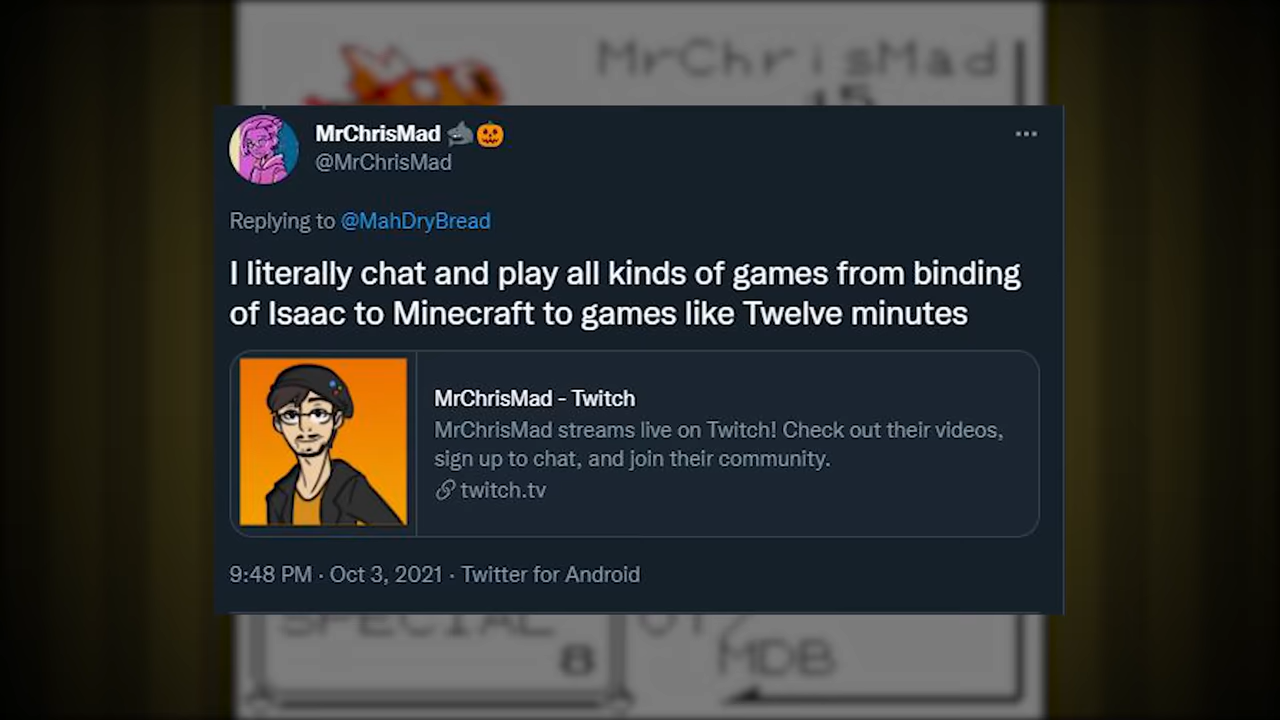 MrChrisMad
15
MrChrisMad 🦈🎃
@MrChrisMad
Replying to @MahDryBread
I literally chat and play all kinds of games from binding
of Isaac to Minecraft to games like Twelve minutes
MrChrisMad - Twitch
MrChrisMad streams live on Twitch! Check out their videos,
sign up to chat, and join their community.
twitch.tv
9:48 PM · Oct 3, 2021 · Twitter for Android
SPECIAL
OT/
8
MDB